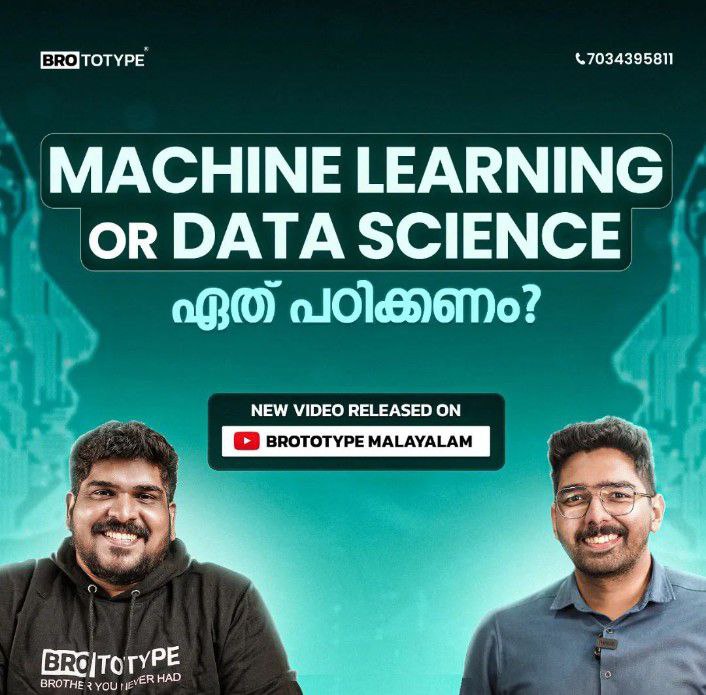 BROTOTYPE®
7034395811
MACHINE LEARNING
OR DATA SCIENCE
ഏത് പഠിക്കണം?
NEW VIDEO RELEASED ON
BROTOTYPE MALAYALAM
BROTOTYPE
BROTHER YOU NEVER HAD